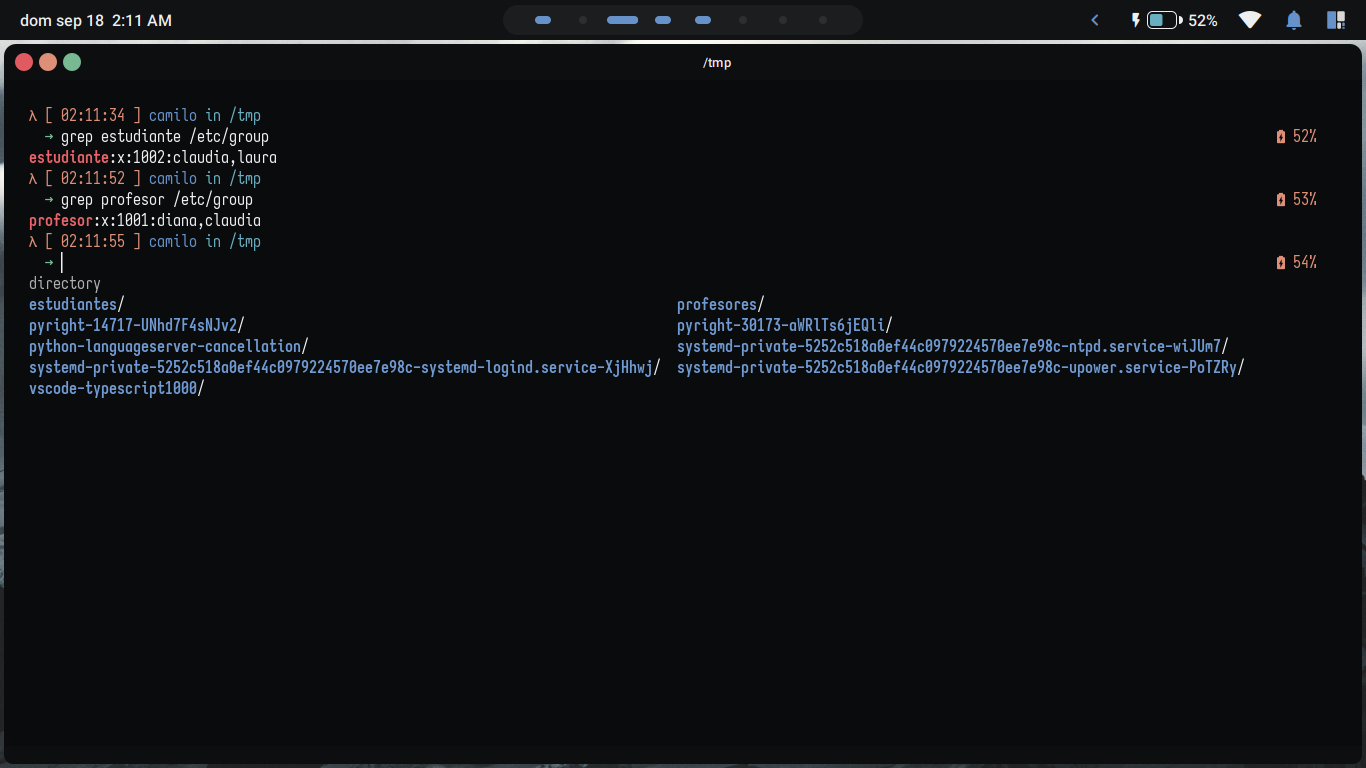 dom sep 18 2:11 AM
52%
/tmp
λ [ 02:11:34 ] camilo in /tmp
→ grep estudiante /etc/group 52%
estudiante:x:1002:claudia,laura
λ [ 02:11:52 ] camilo in /tmp
→ grep profesor /etc/group 53%
profesor:x:1001:diana,claudia
λ [ 02:11:55 ] camilo in /tmp
→ 54%
directory
estudiantes/ profesores/
pyright-14717-UNhd7F4sNJv2/ pyright-30173-aWRlTs6jEQli/
python-languageserver-cancellation/ systemd-private-5252c518a0ef44c0979224570ee7e98c-ntpd.service-wiJUm7/
systemd-private-5252c518a0ef44c0979224570ee7e98c-systemd-logind.service-XjHhwj/ systemd-private-5252c518a0ef44c0979224570ee7e98c-upower.service-PoTZRy/
vscode-typescript1000/